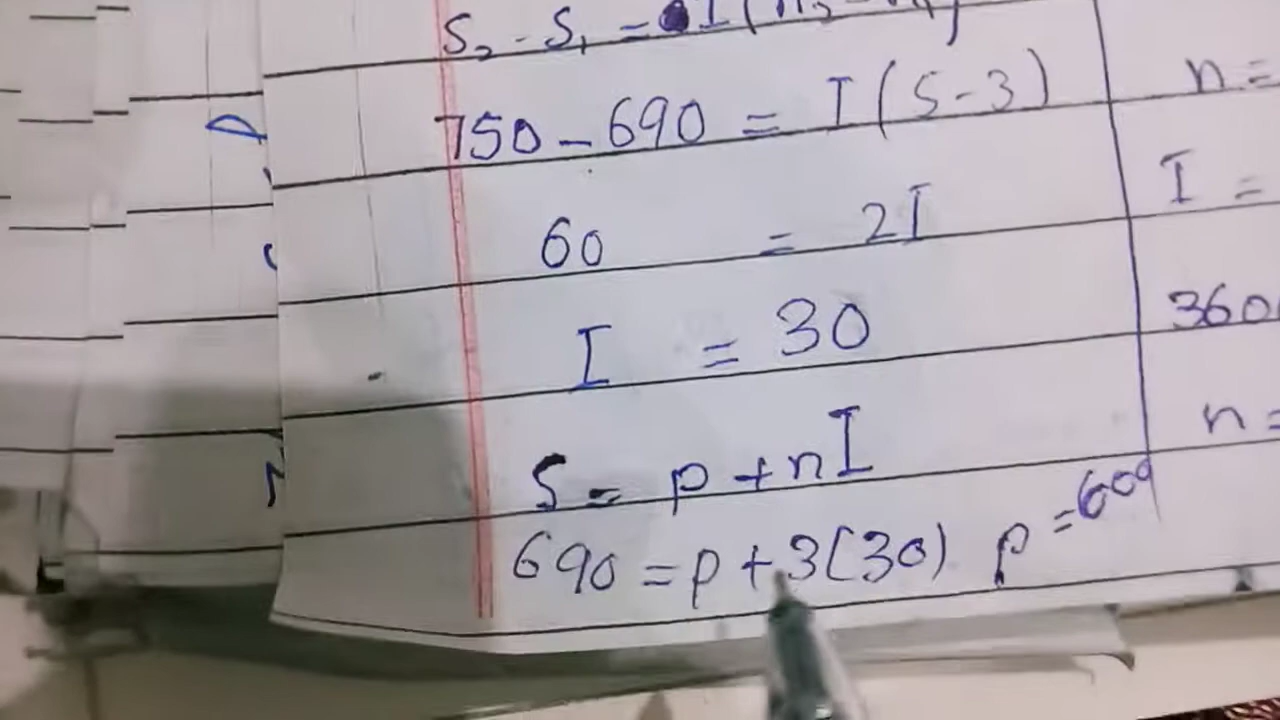 S₂ - S₁ = I(n₂ - n₁)
750 - 690 = I(5-3)
60 = 2I
I = 30
S = p + nI
690 = p + 3(30) p = 600
n =
I =
360
n =